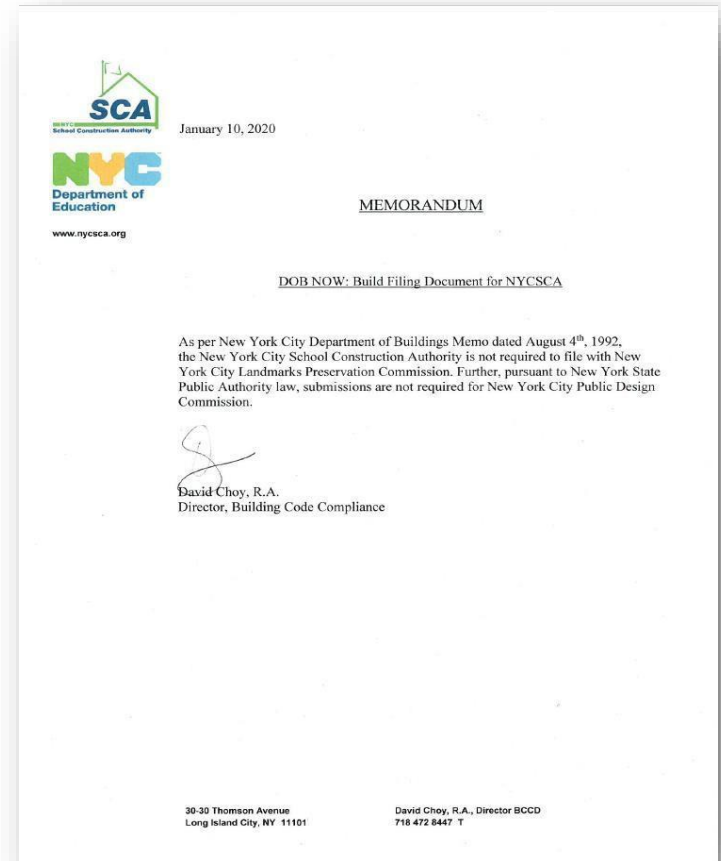 SCA
School Construction Authority
January 10, 2020
NYC
Department of
Education
www.nycsca.org
MEMORANDUM
DOB NOW: Build Filing Document for NYCSCA
As per New York City Department of Buildings Memo dated August 4th, 1992,
the New York City School Construction Authority is not required to file with New
York City Landmarks Preservation Commission. Further, pursuant to New York State
Public Authority law, submissions are not required for New York City Public Design
Commission.
David Choy, R.A.
Director, Building Code Compliance
30-30 Thomson Avenue
Long Island City, NY 11101
David Choy, R.A., Director BCCD
718 472 8447 T